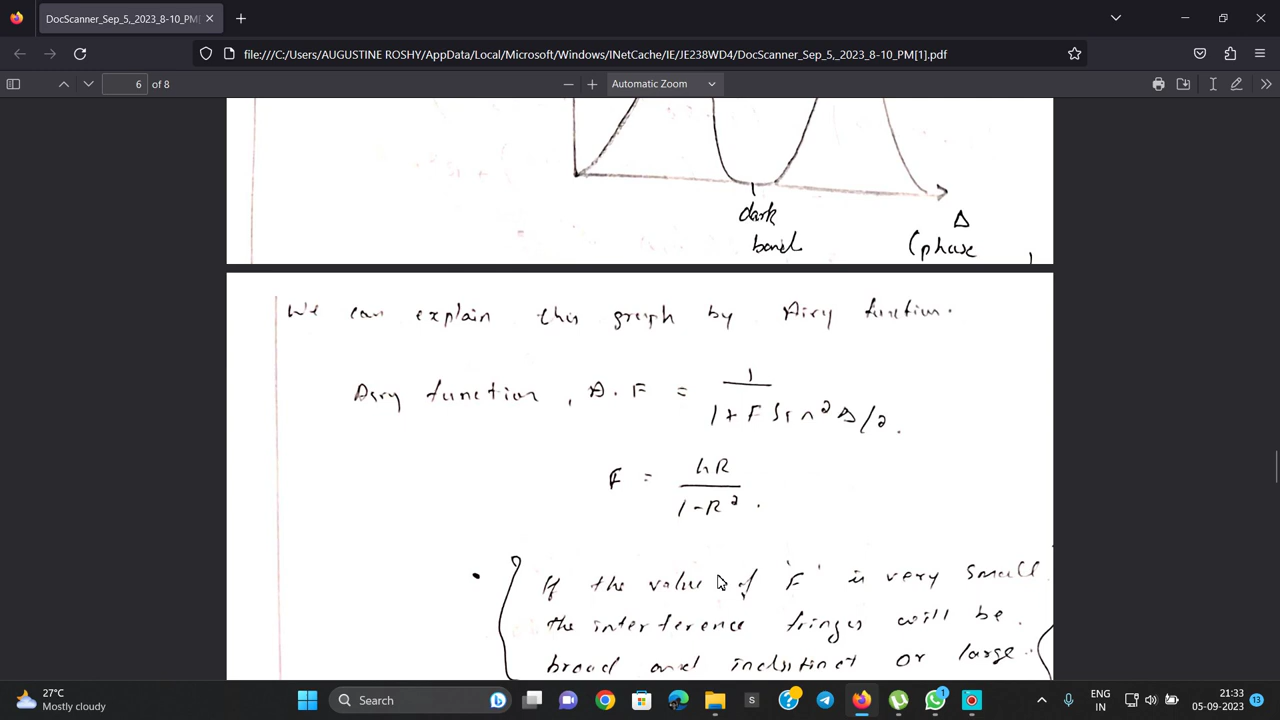 DocScanner_Sep_5,_2023_8-10_PM[
file:///C:/Users/AUGUSTINE ROSHY/AppData/Local/Microsoft/Windows/INetCache/IE/JE238WD4/DocScanner_Sep_5,_2023_8-10_PM[1].pdf
6 of 8
Automatic Zoom
dark
band
Δ
(phase
We can explain this graph by Airy function.
Airy function, A.F = 1
1+F Sin² Δ/2.
F = 4R
1-R².
• If the value of 'F' is very small
the interference fringes will be
broad and indistinct or large.
27°C
Mostly cloudy
Search
ENG
IN
21:33
05-09-2023
13
1